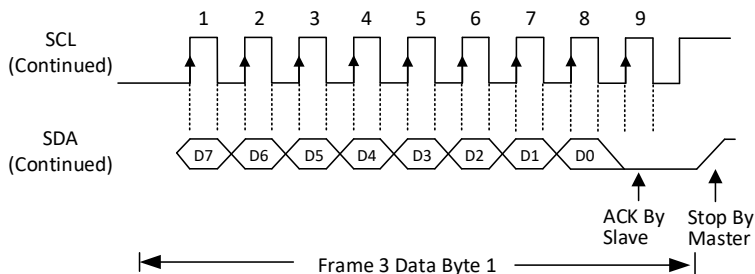 1 2 3 4 5 6 7 8 9
SCL
(Continued)
SDA
(Continued)
D7 D6 D5 D4 D3 D2 D1 D0
ACK By
Slave
Stop By
Master
Frame 3 Data Byte 1